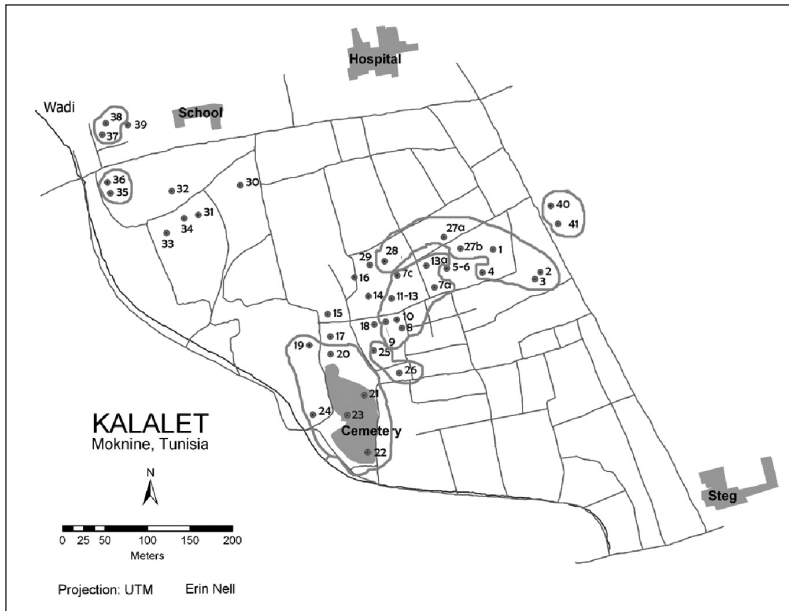 Hospital
Wadi
School
38
39
37
36
35
32
30
31
34
33
40
41
27a
27b
1
28
29
13a
5-6
7c
4
2
3
16
7a
14
11-13
15
10
18
8
17
9
19
20
25
26
21
24
23
KALALET
Moknine, Tunisia
Cemetery
22
N
Steg
0 25 50 100 150 200
Meters
Projection: UTM Erin Nell